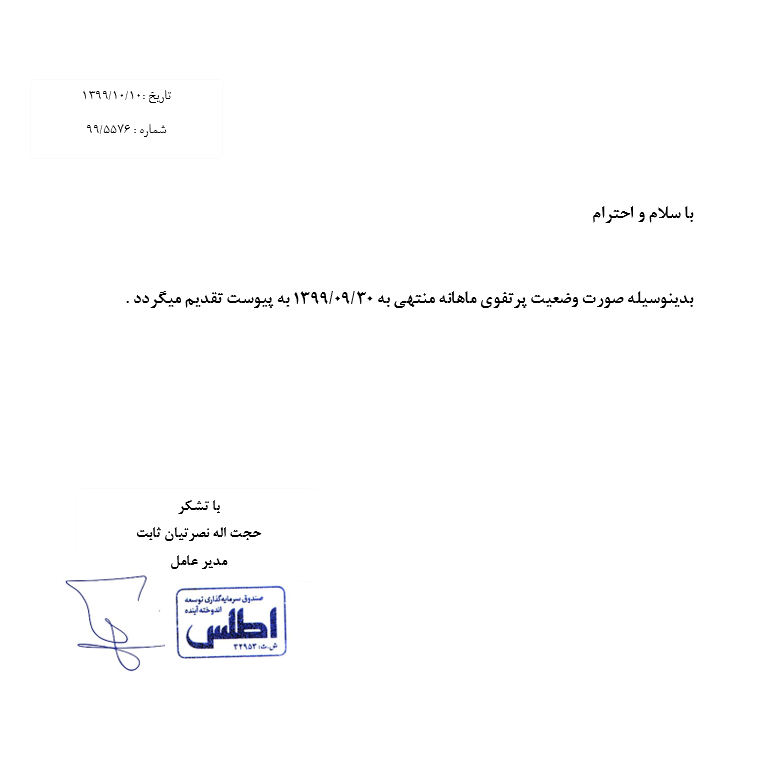 تاریخ :۱۳۹۹/۱۰/۱۰
شماره : ۹۹/۵۵۷۶
با سلام و احترام
بدینوسیله صورت وضعیت پرتفوی ماهانه منتهی به ۱۳۹۹/۰۹/۳۰ به پیوست تقدیم میگردد .
با تشکر
حجت اله نصرتیان ثابت
مدیر عامل
صندوق سرمایه‌گذاری توسعه
اندوخته آینده
اطلس
ش.ث: ۳۲۹۵۳